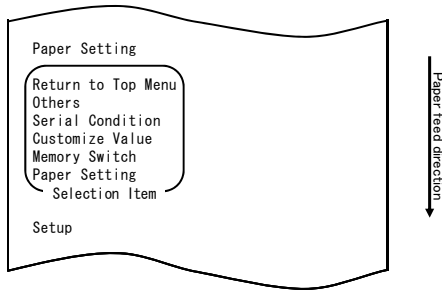 Paper Setting
Return to Top Menu
Others
Serial Condition
Customize Value
Memory Switch
Paper Setting
Selection Item
Setup
Paper feed direction